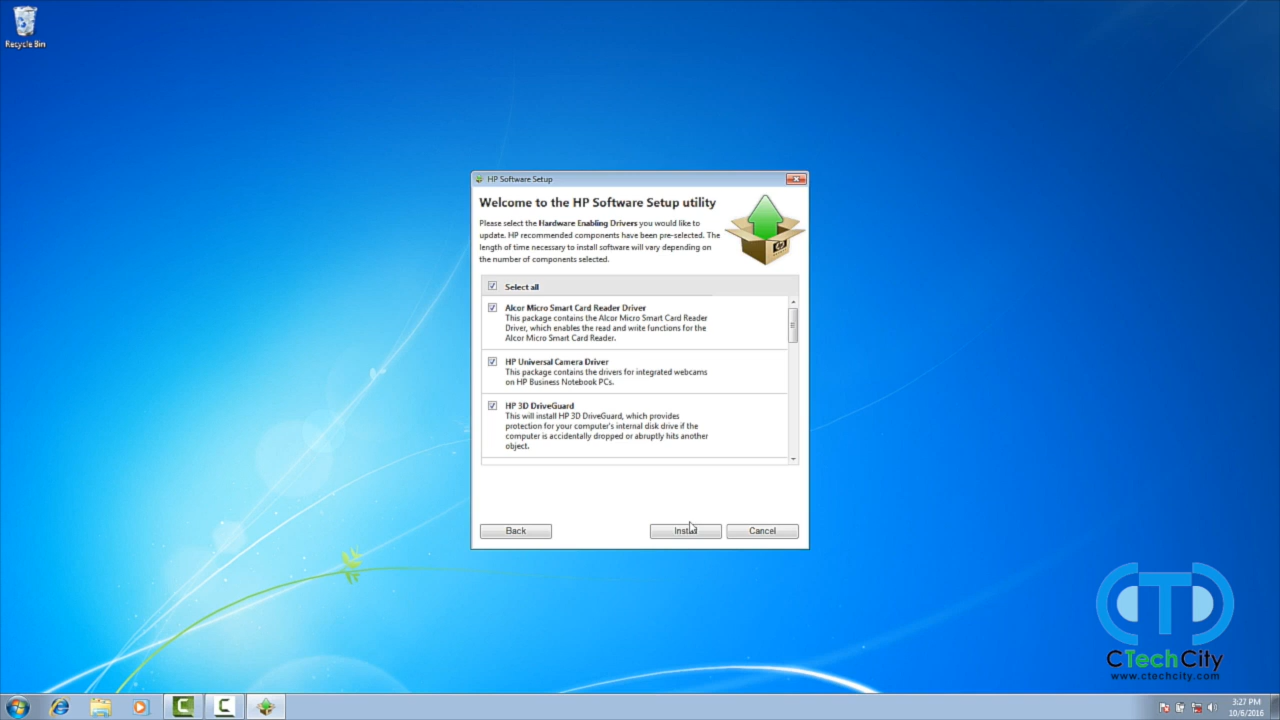 Recycle Bin
HP Software Setup
Welcome to the HP Software Setup utility
Please select the Hardware Enabling Drivers you would like to
update. HP recommended components have been pre-selected. The
length of time necessary to install software will vary depending on
the number of components selected.
Select all
Alcor Micro Smart Card Reader Driver
This package contains the Alcor Micro Smart Card Reader
Driver, which enables the read and write functions for the
Alcor Micro Smart Card Reader.
HP Universal Camera Driver
This package contains the drivers for integrated webcams
on HP Business Notebook PCs.
HP 3D DriveGuard
This will install HP 3D DriveGuard, which provides
protection for your computer's internal disk drive if the
computer is accidentally dropped or abruptly hits another
object.
Back
Install
Cancel
CTechCity
www.ctechcity.com
3:27 PM
10/6/2016